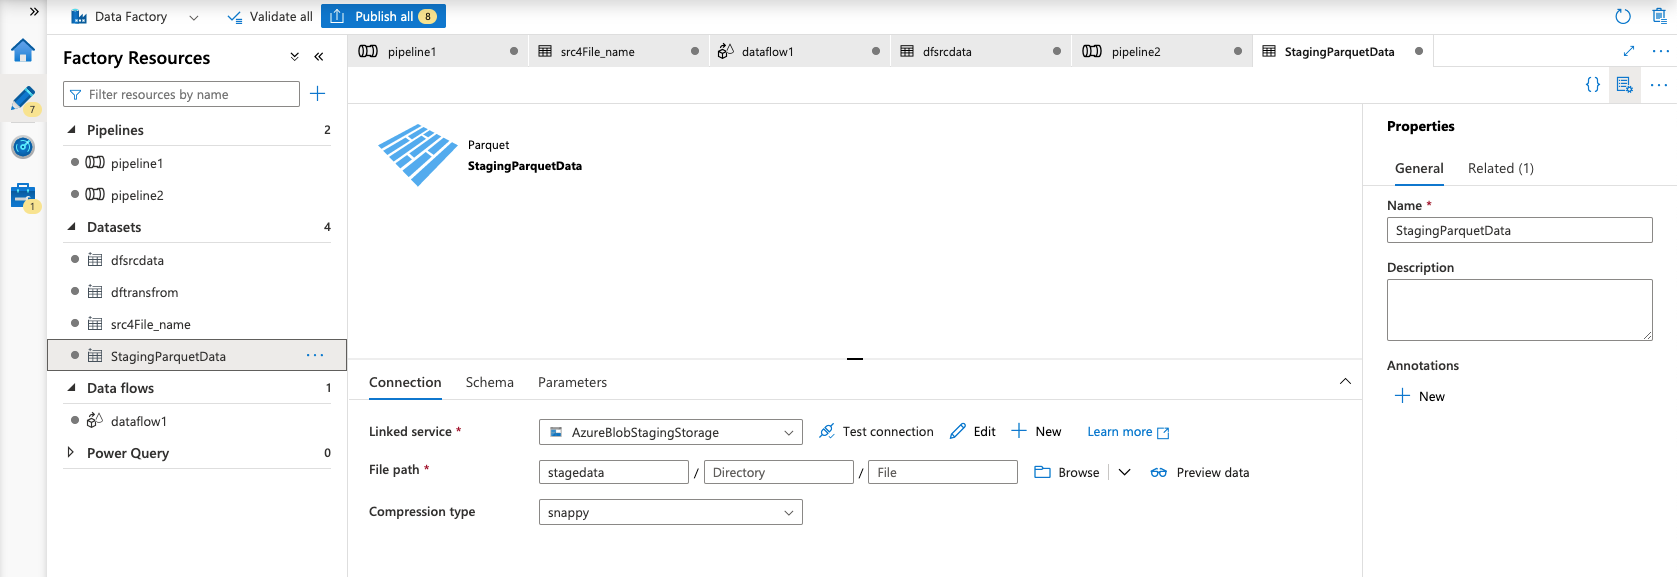 Data Factory
Validate all
Publish all 8
Factory Resources
Filter resources by name
7
1
Pipelines 2
pipeline1
pipeline2
Datasets 4
dfsrcdata
dftransfrom
src4File_name
StagingParquetData
Data flows 1
dataflow1
Power Query 0
pipeline1 src4File_name dataflow1 dfsrcdata pipeline2 StagingParquetData
{}
Parquet
StagingParquetData
Connection Schema Parameters
Linked service * AzureBlobStagingStorage Test connection Edit New Learn more
File path * stagedata / Directory / File Browse Preview data
Compression type snappy
Properties
General Related (1)
Name *
StagingParquetData
Description
Annotations
New